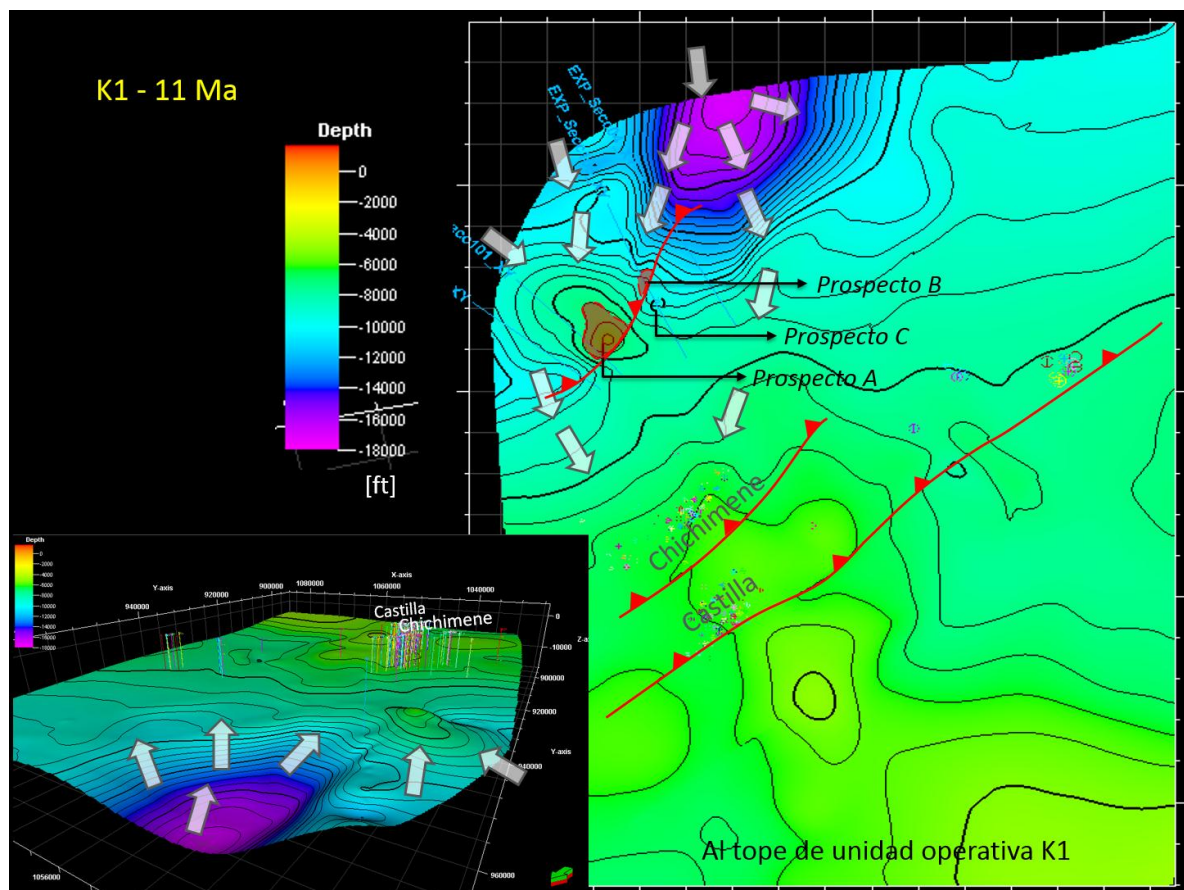 K1 - 11 Ma
Depth
0
-2000
-4000
-6000
-8000
-10000
-12000
-14000
-16000
-18000
[ft]
Prospecto B
Prospecto C
Prospecto A
Chichimene
Castilla
Al tope de unidad operativa K1
Depth
Y-axis
X-axis
940000
920000
900000
1080000
1060000
1040000
Castilla
Chichimene
0
-10000
900000
920000
Y-axis
940000
960000
1056000